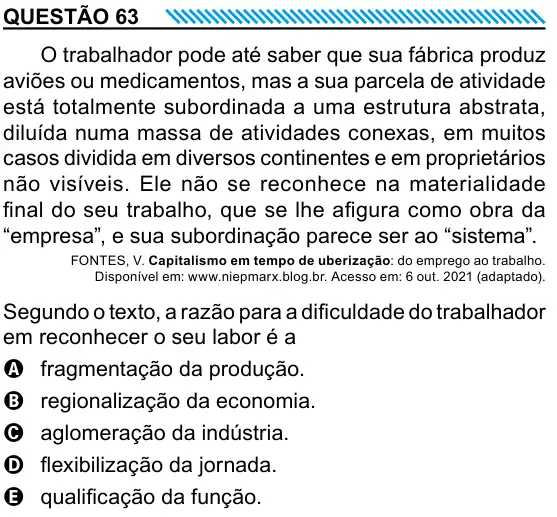 QUESTÃO 63
O trabalhador pode até saber que sua fábrica produz
aviões ou medicamentos, mas a sua parcela de atividade
está totalmente subordinada a uma estrutura abstrata,
diluída numa massa de atividades conexas, em muitos
casos dividida em diversos continentes e em proprietários
não visíveis. Ele não se reconhece na materialidade
final do seu trabalho, que se lhe afigura como obra da
“empresa”, e sua subordinação parece ser ao “sistema”.
FONTES, V. Capitalismo em tempo de uberização: do emprego ao trabalho.
Disponível em: www.niepmarx.blog.br. Acesso em: 6 out. 2021 (adaptado).
Segundo o texto, a razão para a dificuldade do trabalhador
em reconhecer o seu labor é a
A fragmentação da produção.
B regionalização da economia.
C aglomeração da indústria.
D flexibilização da jornada.
E qualificação da função.